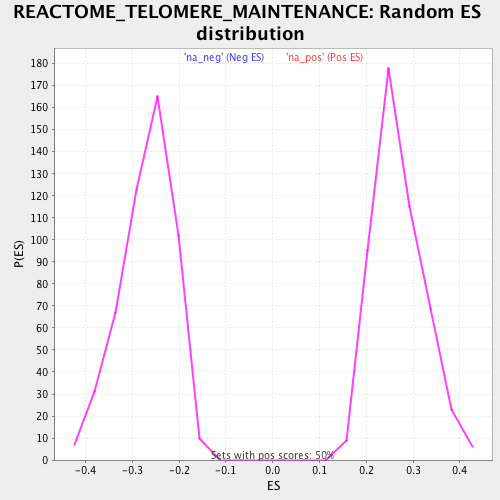 REACTOME_TELOMERE_MAINTENANCE: Random ES
distribution
'na_neg' (Neg ES) 'na_pos' (Pos ES)
180
170
160
150
140
130
120
110
100
90
80
70
60
50
40
30
20
10
0
P(ES)
Sets with pos scores: 50%
-0.4 -0.3 -0.2 -0.1 0.0 0.1 0.2 0.3 0.4
ES